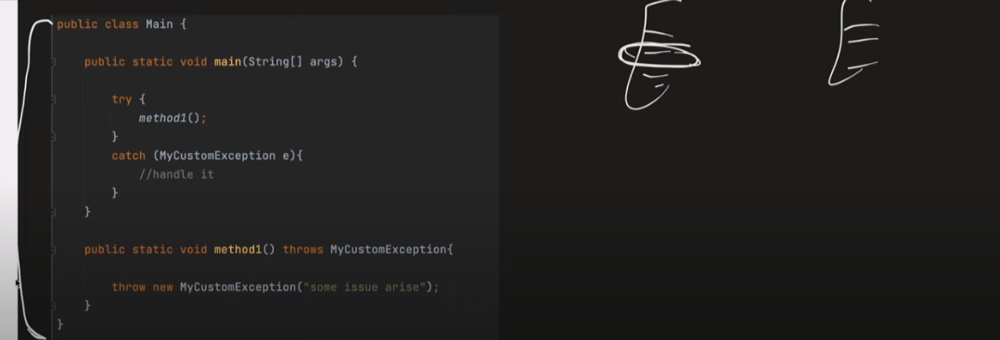 public class Main {
public static void main(String[] args) {
try {
method1();
}
catch (MyCustomException e){
//handle it
}
}
public static void method1() throws MyCustomException{
throw new MyCustomException("some issue arise");
}
}